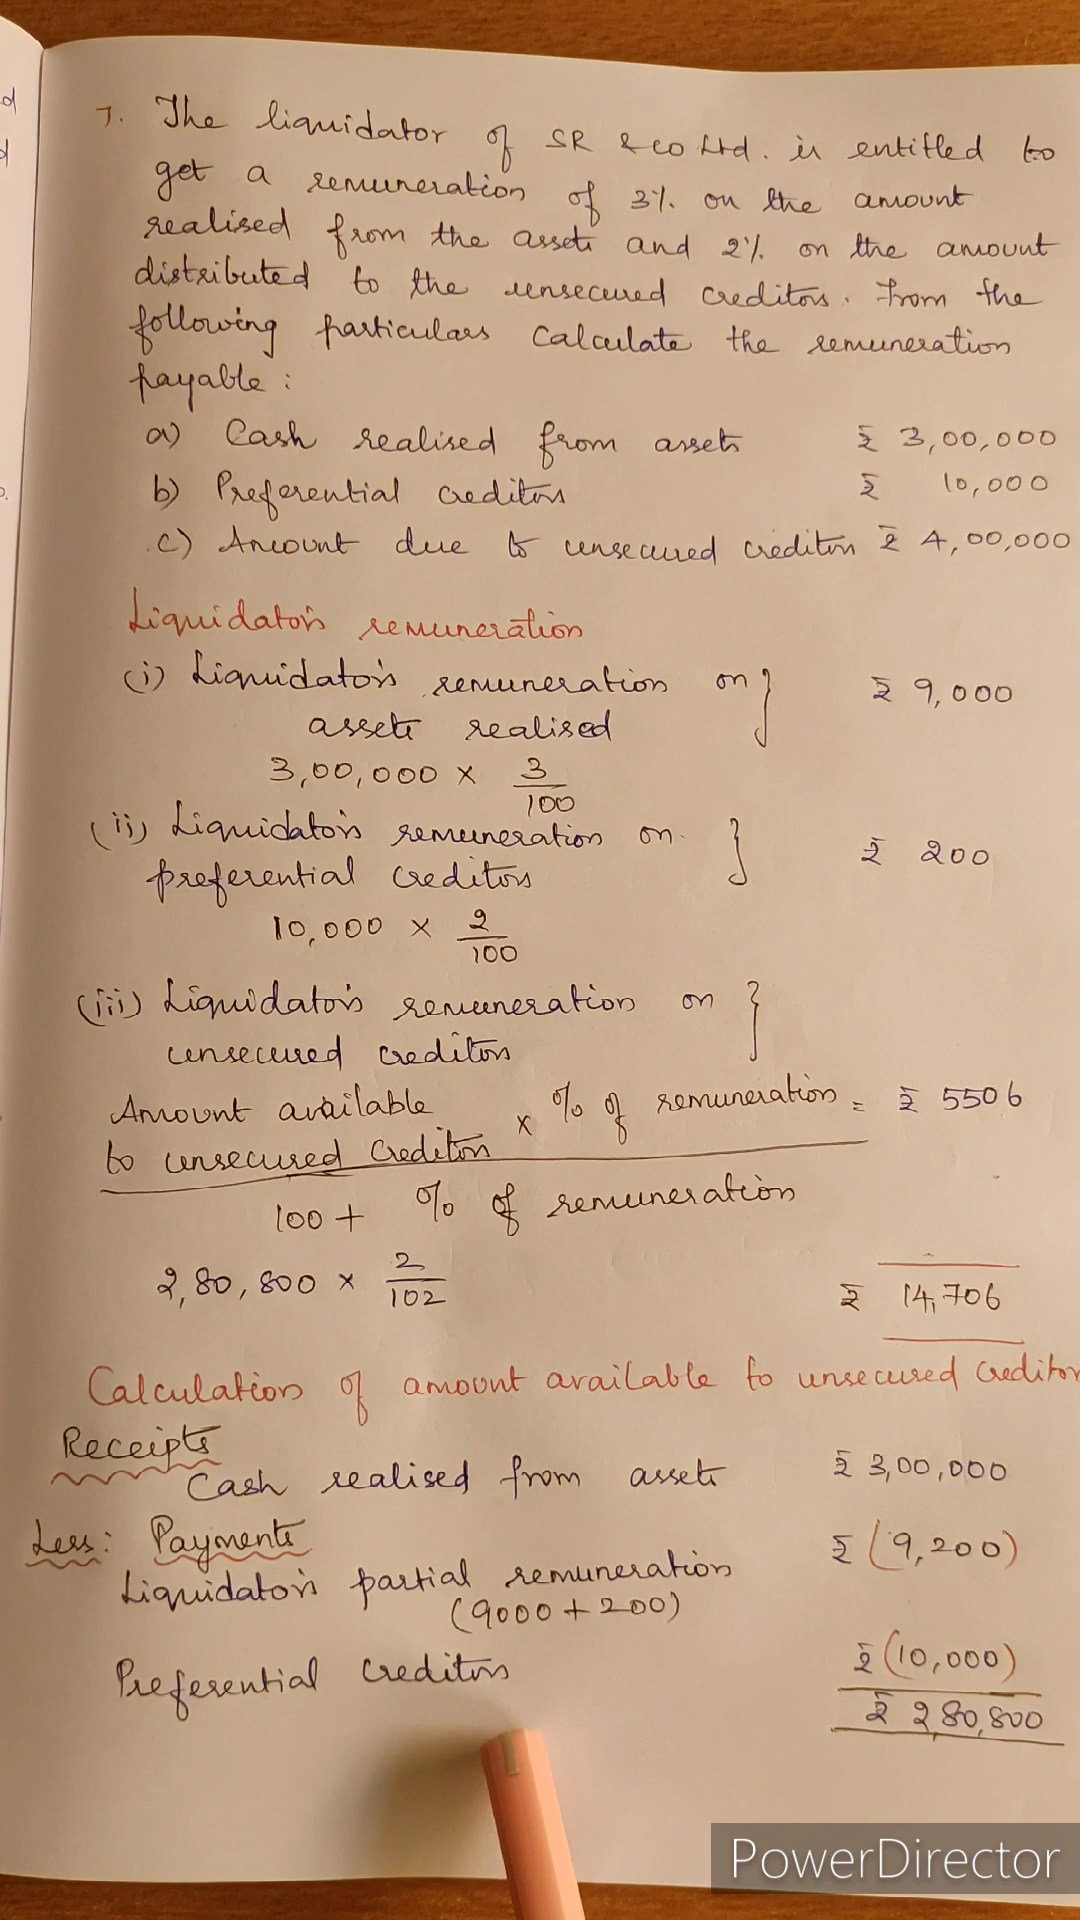 7. The liquidator of SR & co Ltd. is entitled to
get a remuneration of 3% on the amount
realised from the assets and 2% on the amount
distributed to the unsecured creditors. From the
following particulars Calculate the remuneration
payable :
a) Cash realised from assets ₹ 3,00,000
b) Preferential creditors ₹ 10,000
c) Amount due to unsecured creditors ₹ 4,00,000
Liquidator's remuneration
(i) Liquidator's remuneration on } ₹ 9,000
assets realised
3,00,000 × 3/100
(ii) Liquidator's remuneration on } ₹ 200
preferential creditors
10,000 × 2/100
(iii) Liquidator's remuneration on }
unsecured creditors
Amount available × % of remuneration = ₹ 5506
to unsecured Creditors
100 + % of remuneration
2,80,800 × 2/102
₹ 14,706
Calculation of amount available to unsecured Creditor
Receipts
Cash realised from assets ₹ 3,00,000
Less: Payments ₹ (9,200)
Liquidator's partial remuneration
(9000 + 200)
Preferential Creditors ₹ (10,000)
₹ 2,80,800
PowerDirector